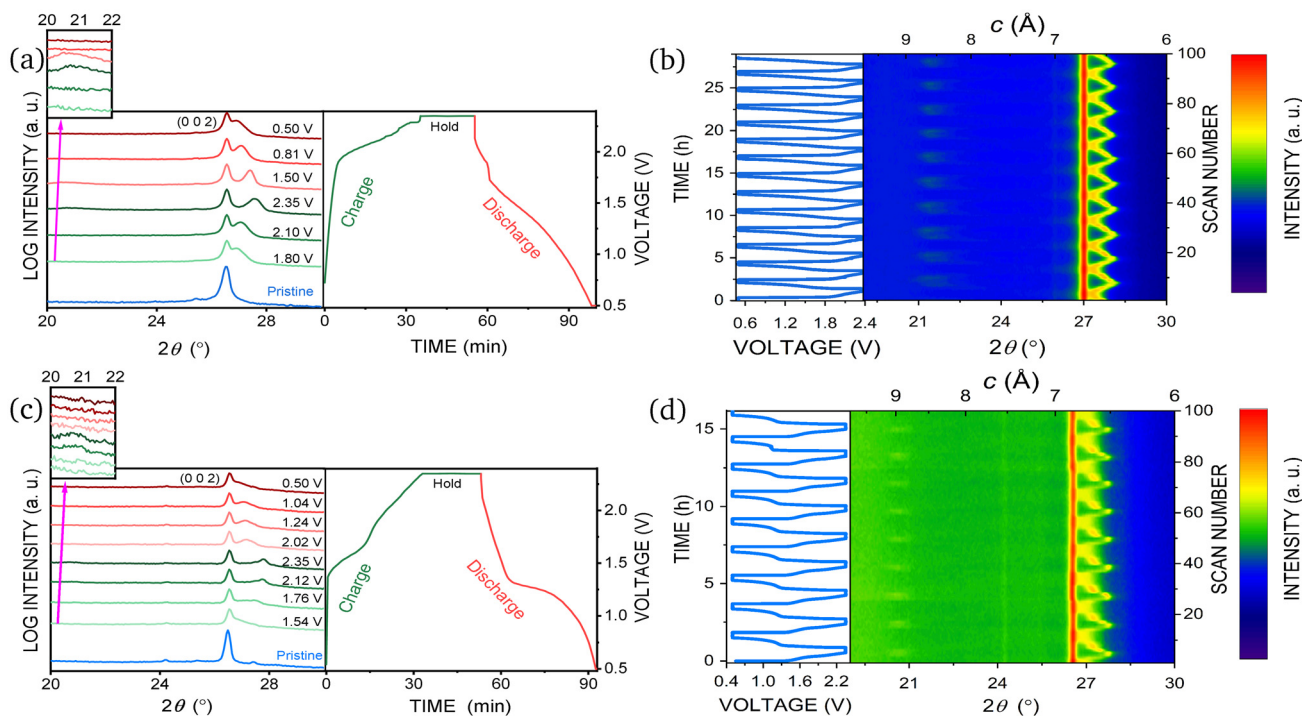 (a)
20 21 22
LOG INTENSITY (a. u.)
(0 0 2)
0.50 V
0.81 V
1.50 V
2.35 V
2.10 V
1.80 V
Pristine
20 24 28
2θ (°)
Charge
Hold
Discharge
0 30 60 90
TIME (min)
2.0
1.5
1.0
0.5
VOLTAGE (V)
(b)
c (Å)
9 8 7 6
TIME (h)
25
20
15
10
5
0
0.6 1.2 1.8 2.4
VOLTAGE (V)
21 24 27 30
2θ (°)
100
80
60
40
20
SCAN NUMBER
INTENSITY (a. u.)
(c)
20 21 22
LOG INTENSITY (a. u.)
(0 0 2)
0.50 V
1.04 V
1.24 V
2.02 V
2.35 V
2.12 V
1.76 V
1.54 V
Pristine
20 24 28
2θ (°)
Charge
Hold
Discharge
0 30 60 90
TIME (min)
2.0
1.5
1.0
0.5
VOLTAGE (V)
(d)
c (Å)
9 8 7 6
TIME (h)
15
10
5
0
0.4 1.0 1.6 2.2
VOLTAGE (V)
21 24 27 30
2θ (°)
100
80
60
40
20
SCAN NUMBER
INTENSITY (a. u.)